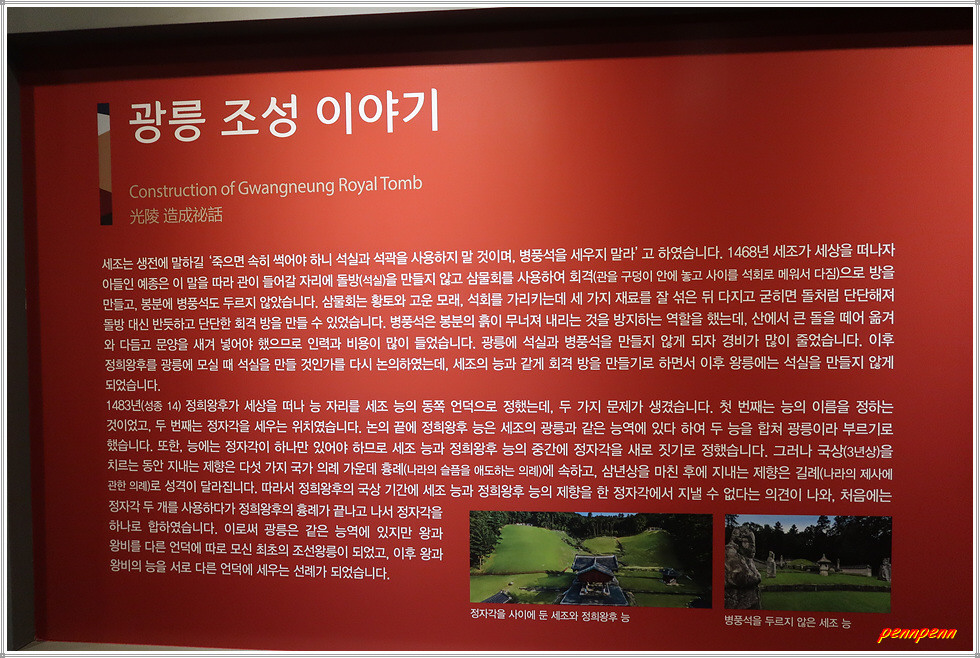 광릉 조성 이야기
Construction of Gwangneung Royal Tomb
光陵 造成祕話
세조는 생전에 말하길 '죽으면 속히 썩어야 하니 석실과 석곽을 사용하지 말 것이며, 병풍석을 세우지 말라' 고 하였습니다. 1468년 세조가 세상을 떠나자
아들인 예종은 이 말을 따라 관이 들어갈 자리에 돌방(석실)을 만들지 않고 삼물회를 사용하여 회격(관을 구덩이 안에 놓고 사이를 석회로 메워서 다짐)으로 방을
만들고, 봉분에 병풍석도 두르지 않았습니다. 삼물회는 황토와 고운 모래, 석회를 가리키는데 세 가지 재료를 잘 섞은 뒤 다지고 굳히면 돌처럼 단단해져
돌방 대신 반듯하고 단단한 회격 방을 만들 수 있었습니다. 병풍석은 봉분의 흙이 무너져 내리는 것을 방지하는 역할을 했는데, 산에서 큰 돌을 떼어 옮겨
와 다듬고 문양을 새겨 넣어야 했으므로 인력과 비용이 많이 들었습니다. 광릉에 석실과 병풍석을 만들지 않게 되자 경비가 많이 줄었습니다. 이후
정희왕후를 광릉에 모실 때 석실을 만들 것인가를 다시 논의하였는데, 세조의 능과 같게 회격 방을 만들기로 하면서 이후 왕릉에는 석실을 만들지 않게
되었습니다.
1483년(성종 14) 정희왕후가 세상을 떠나 능 자리를 세조 능의 동쪽 언덕으로 정했는데, 두 가지 문제가 생겼습니다. 첫 번째는 능의 이름을 정하는
것이었고, 두 번째는 정자각을 세우는 위치였습니다. 논의 끝에 정희왕후 능은 세조의 광릉과 같은 능역에 있다 하여 두 능을 합쳐 광릉이라 부르기로
했습니다. 또한, 능에는 정자각이 하나만 있어야 하므로 세조 능과 정희왕후 능의 중간에 정자각을 새로 짓기로 정했습니다. 그러나 국상(3년상)을
치르는 동안 지내는 제향은 다섯 가지 국가 의례 가운데 흉례(나라의 슬픔을 애도하는 의례)에 속하고, 삼년상을 마친 후에 지내는 제향은 길례(나라의 제사에
관한 의례)로 성격이 달라집니다. 따라서 정희왕후의 국상 기간에 세조 능과 정희왕후 능의 제향을 한 정자각에서 지낼 수 없다는 의견이 나와, 처음에는
정자각 두 개를 사용하다가 정희왕후의 흉례가 끝나고 나서 정자각을
하나로 합하였습니다. 이로써 광릉은 같은 능역에 있지만 왕과
왕비를 다른 언덕에 따로 모신 최초의 조선왕릉이 되었고, 이후 왕과
왕비의 능을 서로 다른 언덕에 세우는 선례가 되었습니다.
정자각을 사이에 둔 세조와 정희왕후 능
병풍석을 두르지 않은 세조 능
pennpenn